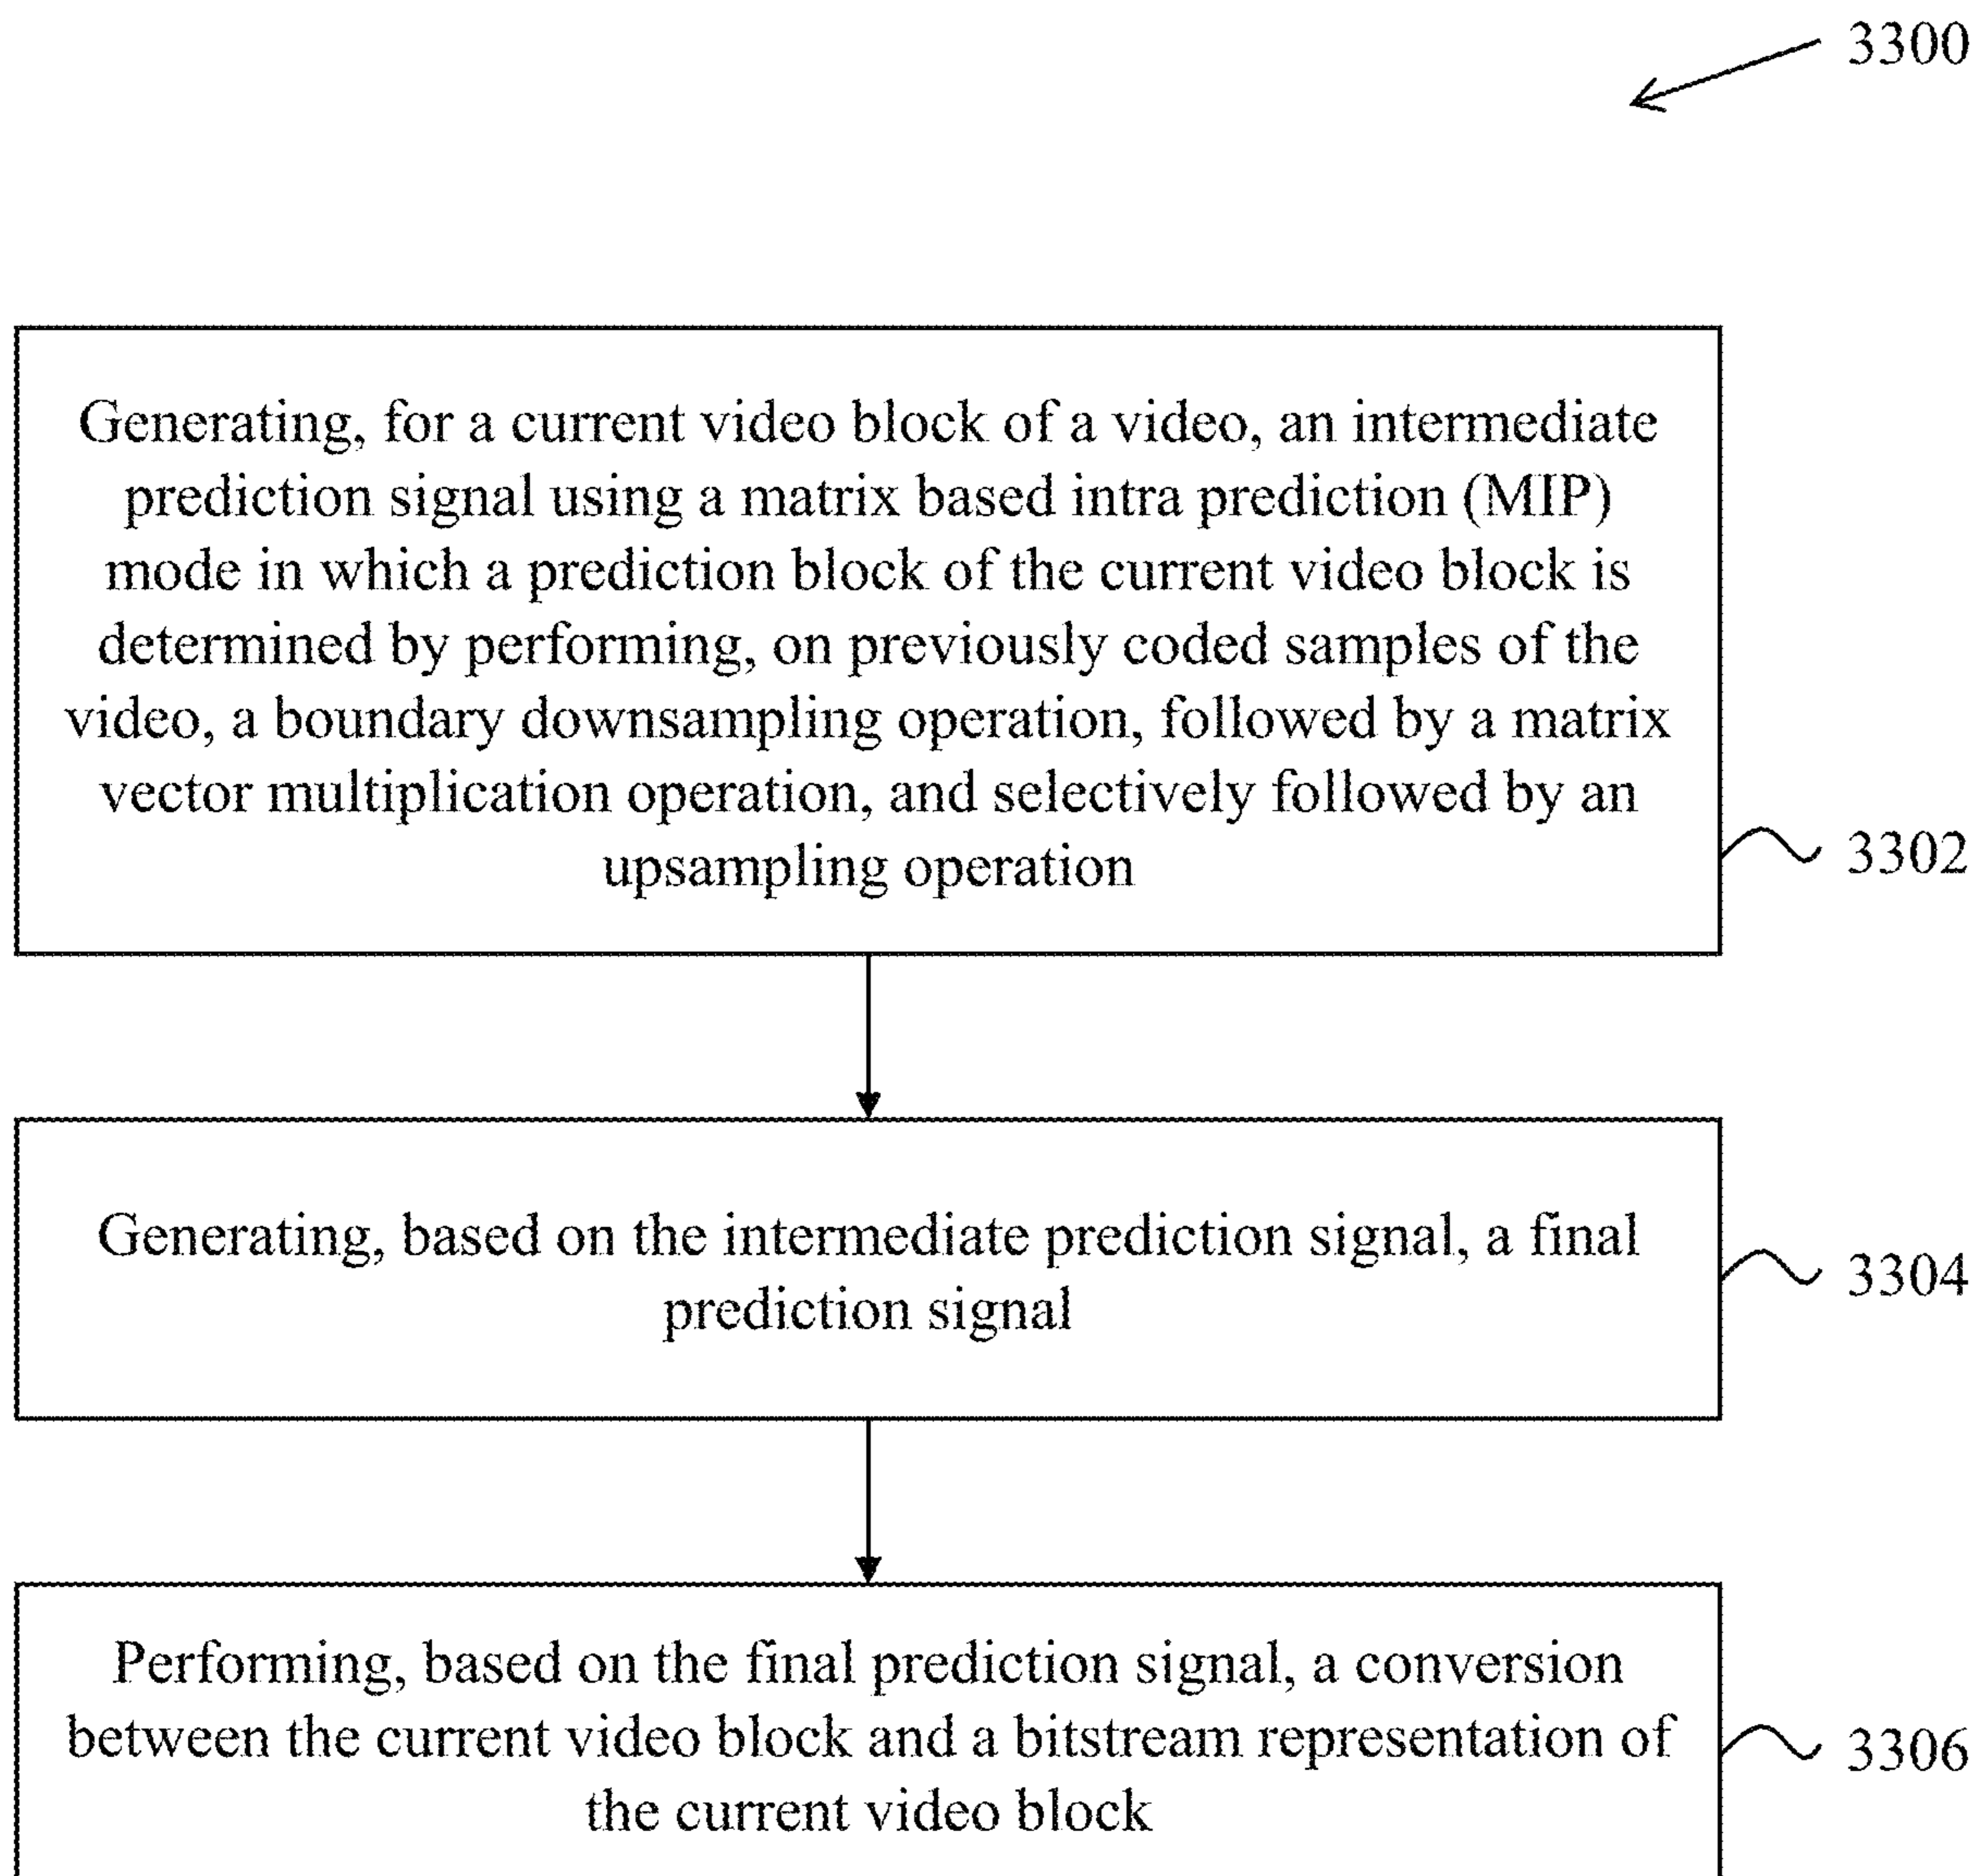 3300
Generating, for a current video block of a video, an intermediate
prediction signal using a matrix based intra prediction (MIP)
mode in which a prediction block of the current video block is
determined by performing, on previously coded samples of the
video, a boundary downsampling operation, followed by a matrix
vector multiplication operation, and selectively followed by an
upsampling operation
3302
Generating, based on the intermediate prediction signal, a final
prediction signal
3304
Performing, based on the final prediction signal, a conversion
between the current video block and a bitstream representation of
the current video block
3306